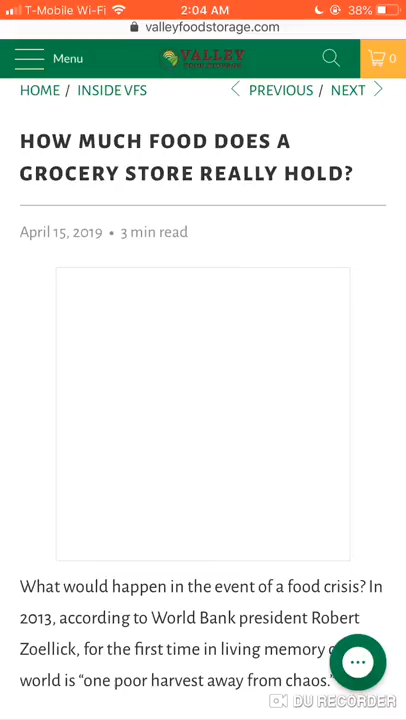 T-Mobile Wi-Fi 2:04 AM 38%
valleyfoodstorage.com
Menu VALLEY 0
HOME / INSIDE VFS PREVIOUS / NEXT
HOW MUCH FOOD DOES A
GROCERY STORE REALLY HOLD?
April 15, 2019 • 3 min read
What would happen in the event of a food crisis? In
2013, according to World Bank president Robert
Zoellick, for the first time in living memory
world is “one poor harvest away from chaos.”
DU RECORDER